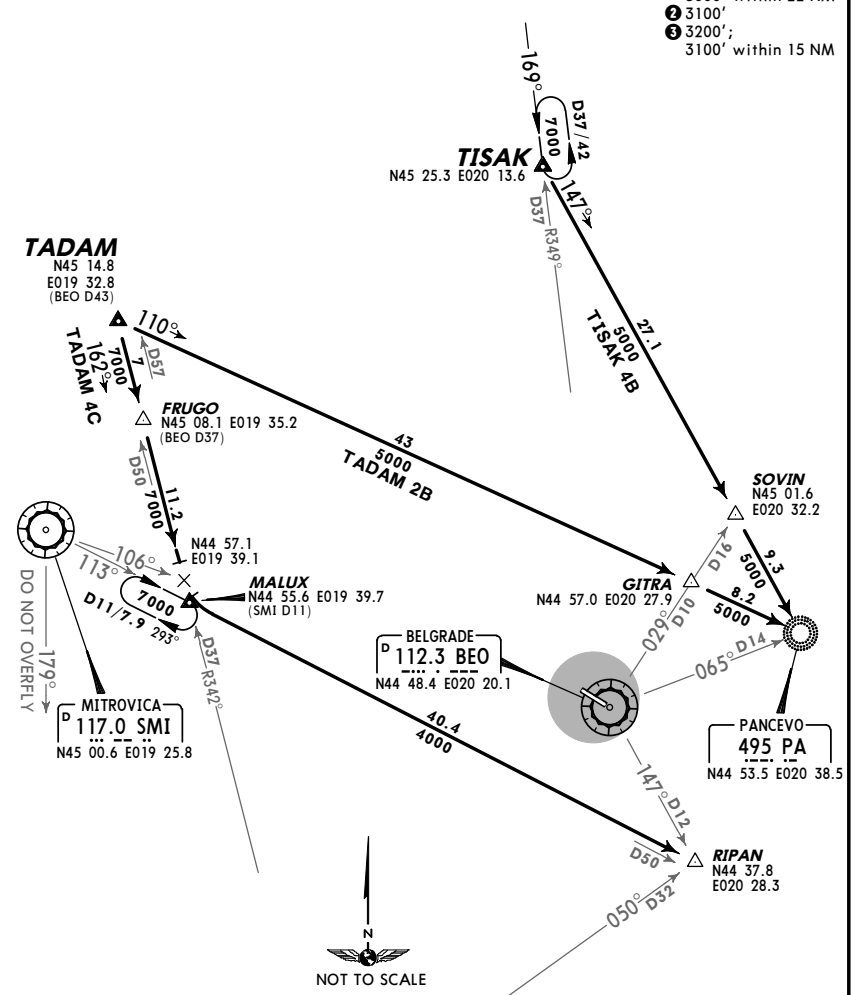 ❷ 3100'
❸ 3200';
3100' within 15 NM
169°
7000
D37/42
TISAK
N45 25.3 E020 13.6
147°
D37 R349°
27.1
5000
TISAK 4B
TADAM
N45 14.8
E019 32.8
(BEO D43)
110°
D57
7
7000
162°
TADAM 4C
FRUGO
N45 08.1 E019 35.2
(BEO D37)
43
5000
TADAM 2B
D50
11.2
7000
SOVIN
N45 01.6
E020 32.2
D16
9.3
5000
N44 57.1
E019 39.1
106°
113°
MALUX
N44 55.6 E019 39.7
(SMI D11)
7000
D11/7.9 293°
D37 R342°
GITRA
N44 57.0 E020 27.9
8.2
5000
029°
D10
065° D14
DO NOT OVERFLY
179°
MITROVICA
D 117.0 SMI
N45 00.6 E019 25.8
BELGRADE
D 112.3 BEO
N44 48.4 E020 20.1
PANCEVO
495 PA
N44 53.5 E020 38.5
40.4
4000
147° D12
D50
RIPAN
N44 37.8
E020 28.3
050° D32
N
NOT TO SCALE